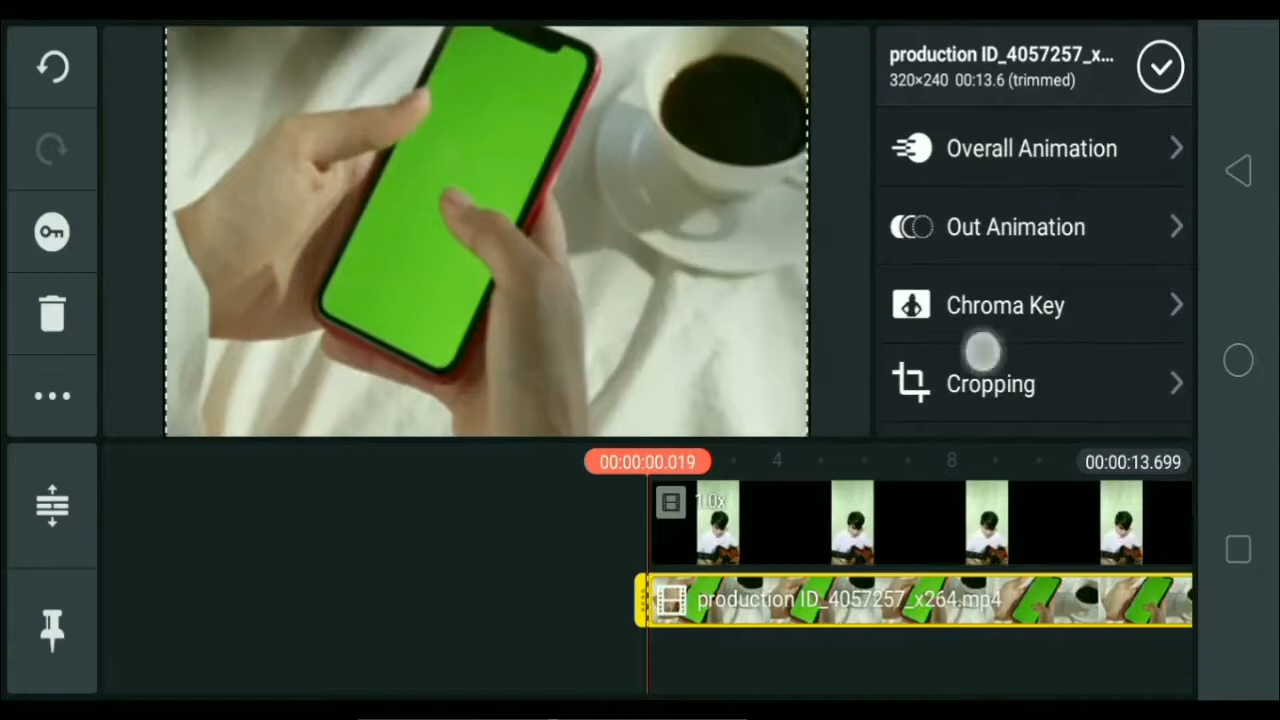 production ID_4057257_x...
320×240 00:13.6 (trimmed)
Overall Animation
Out Animation
Chroma Key
Cropping
00:00:00.019
4
8
00:00:13.699
1.0x
production ID_4057257_x264.mp4